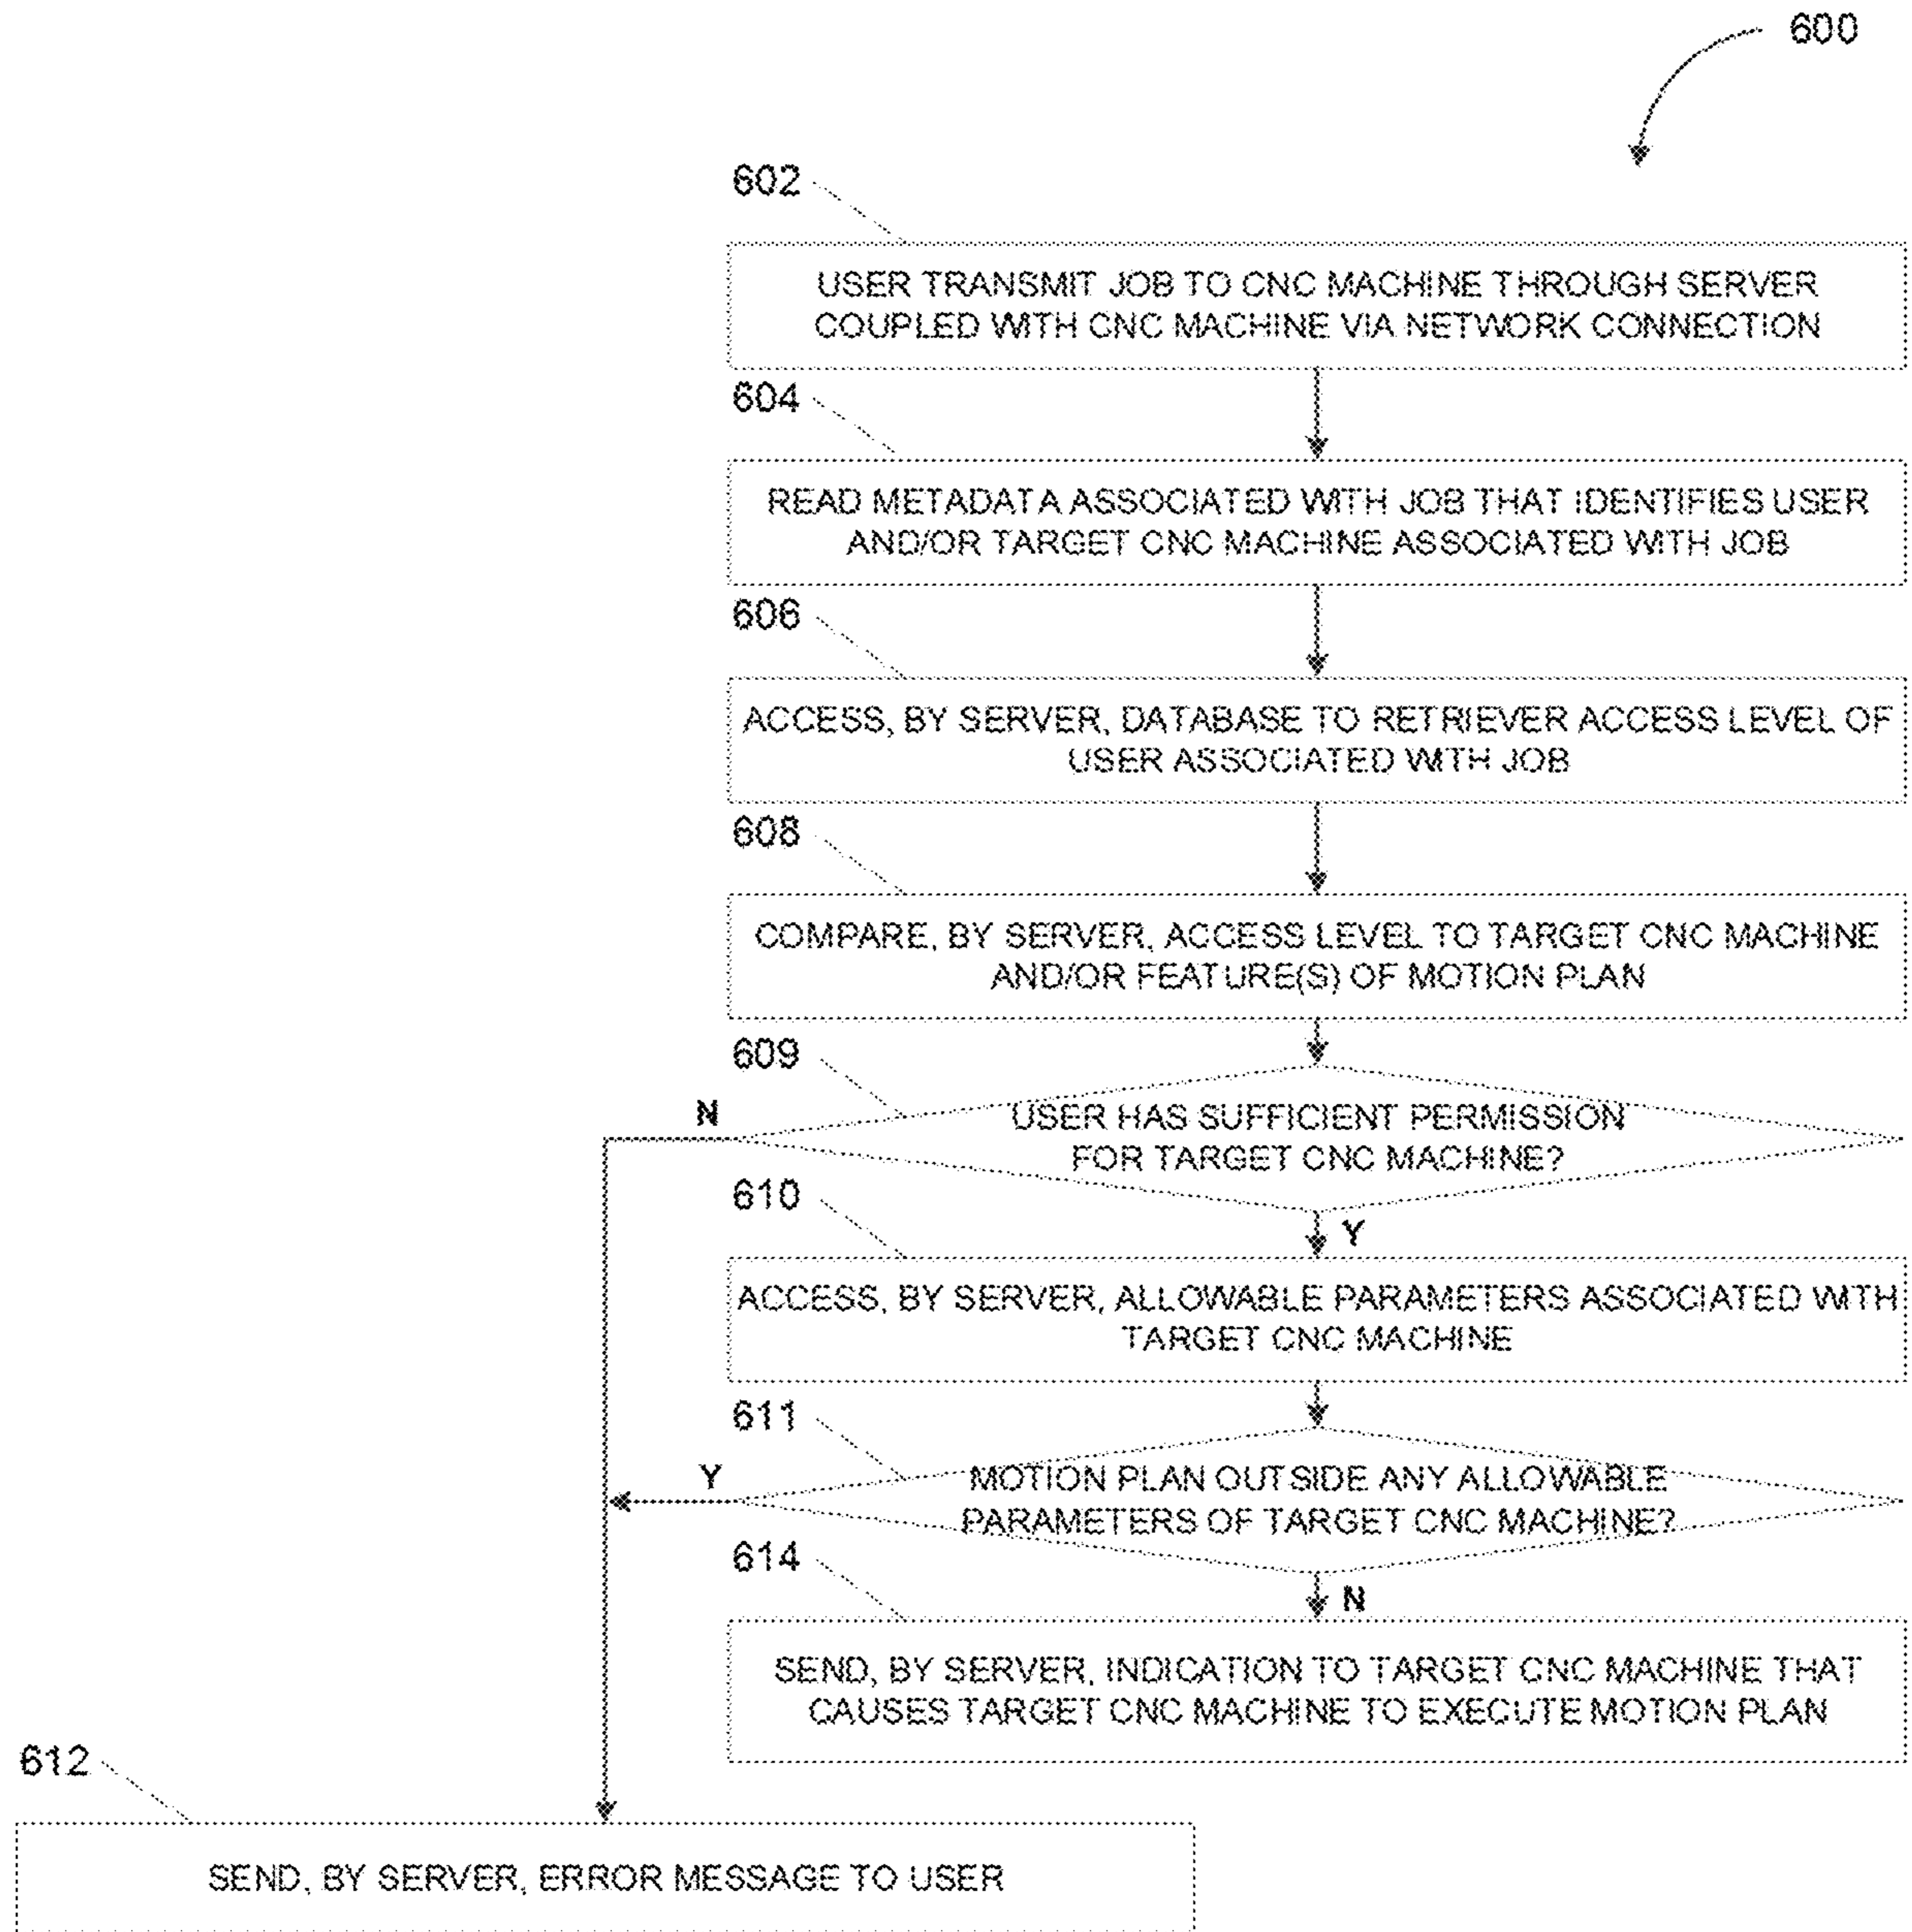 600
602
USER TRANSMIT JOB TO CNC MACHINE THROUGH SERVER
COUPLED WITH CNC MACHINE VIA NETWORK CONNECTION
604
READ METADATA ASSOCIATED WITH JOB THAT IDENTIFIES USER
AND/OR TARGET CNC MACHINE ASSOCIATED WITH JOB
606
ACCESS, BY SERVER, DATABASE TO RETRIEVER ACCESS LEVEL OF
USER ASSOCIATED WITH JOB
608
COMPARE, BY SERVER, ACCESS LEVEL TO TARGET CNC MACHINE
AND/OR FEATURE(S) OF MOTION PLAN
609
N
USER HAS SUFFICIENT PERMISSION
FOR TARGET CNC MACHINE?
610
Y
ACCESS, BY SERVER, ALLOWABLE PARAMETERS ASSOCIATED WITH
TARGET CNC MACHINE
611
Y
MOTION PLAN OUTSIDE ANY ALLOWABLE
PARAMETERS OF TARGET CNC MACHINE?
614
N
SEND, BY SERVER, INDICATION TO TARGET CNC MACHINE THAT
CAUSES TARGET CNC MACHINE TO EXECUTE MOTION PLAN
612
SEND, BY SERVER, ERROR MESSAGE TO USER